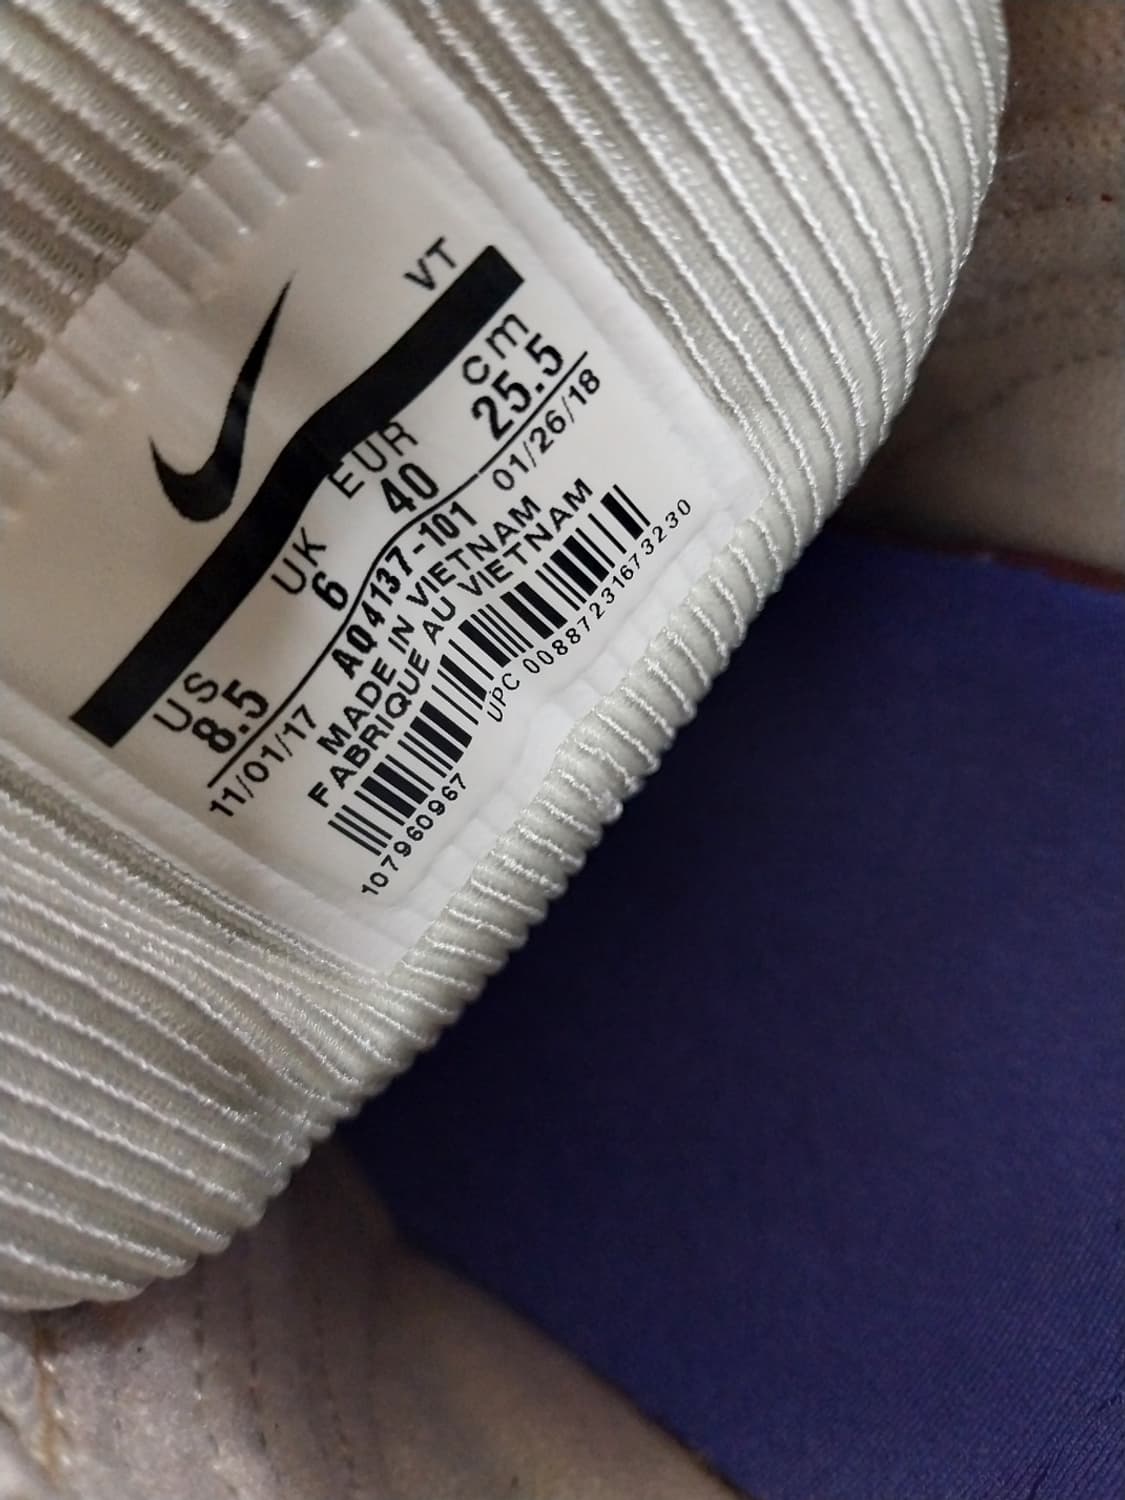 VT
US UK EUR cm
8.5 6 40 25.5
11/01/17 AQ4137-101 01/26/18
MADE IN VIETNAM
FABRIQUE AU VIETNAM
107960967 UPC 00887231673230